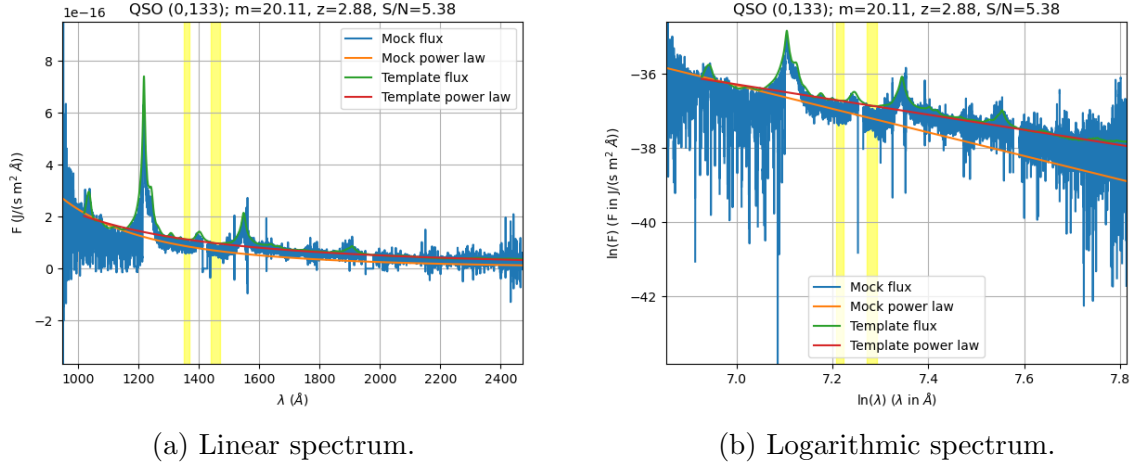 QSO (0,133); m=20.11, z=2.88, S/N=5.38
1e−16
F (J/(s m² Å))
8
6
4
2
0
−2
Mock flux
Mock power law
Template flux
Template power law
1000 1200 1400 1600 1800 2000 2200 2400
λ (Å)
(a) Linear spectrum.
QSO (0,133); m=20.11, z=2.88, S/N=5.38
ln(F) (F in J/(s m² Å))
−36
−38
−40
−42
Mock flux
Mock power law
Template flux
Template power law
7.0 7.2 7.4 7.6 7.8
ln(λ) (λ in Å)
(b) Logarithmic spectrum.